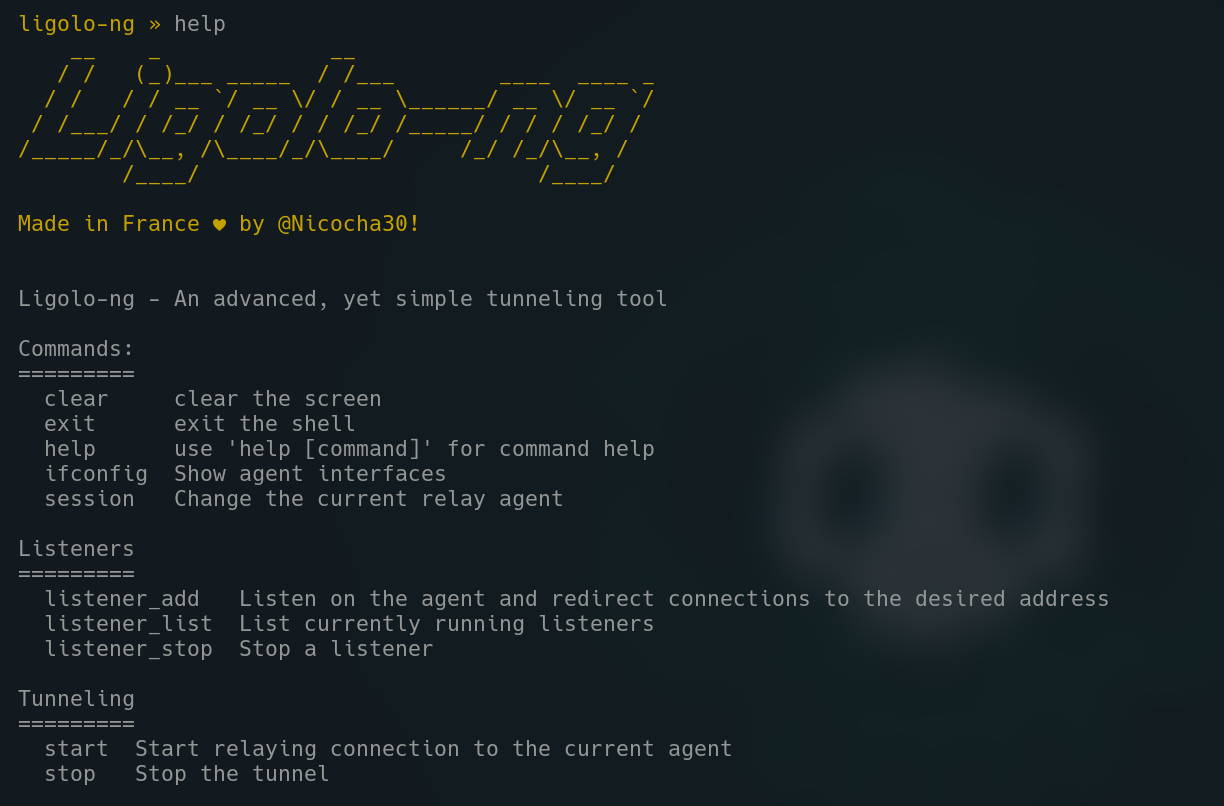 ligolo-ng » help
    __    _             __
   / /   (_)___ _____  / /___        ____  ____ _
  / /   / / __ `/ __ \/ / __ \______/ __ \/ __ `/
 / /___/ / /_/ / /_/ / / /_/ /_____/ / / / /_/ /
/_____/_/\__, /\____/_/\____/     /_/ /_/\__, /
        /____/                          /____/
Made in France ♥ by @Nicocha30!
Ligolo-ng - An advanced, yet simple tunneling tool
Commands:
=========
  clear     clear the screen
  exit      exit the shell
  help      use 'help [command]' for command help
  ifconfig  Show agent interfaces
  session   Change the current relay agent
Listeners
=========
  listener_add   Listen on the agent and redirect connections to the desired address
  listener_list  List currently running listeners
  listener_stop  Stop a listener
Tunneling
=========
  start  Start relaying connection to the current agent
  stop   Stop the tunnel